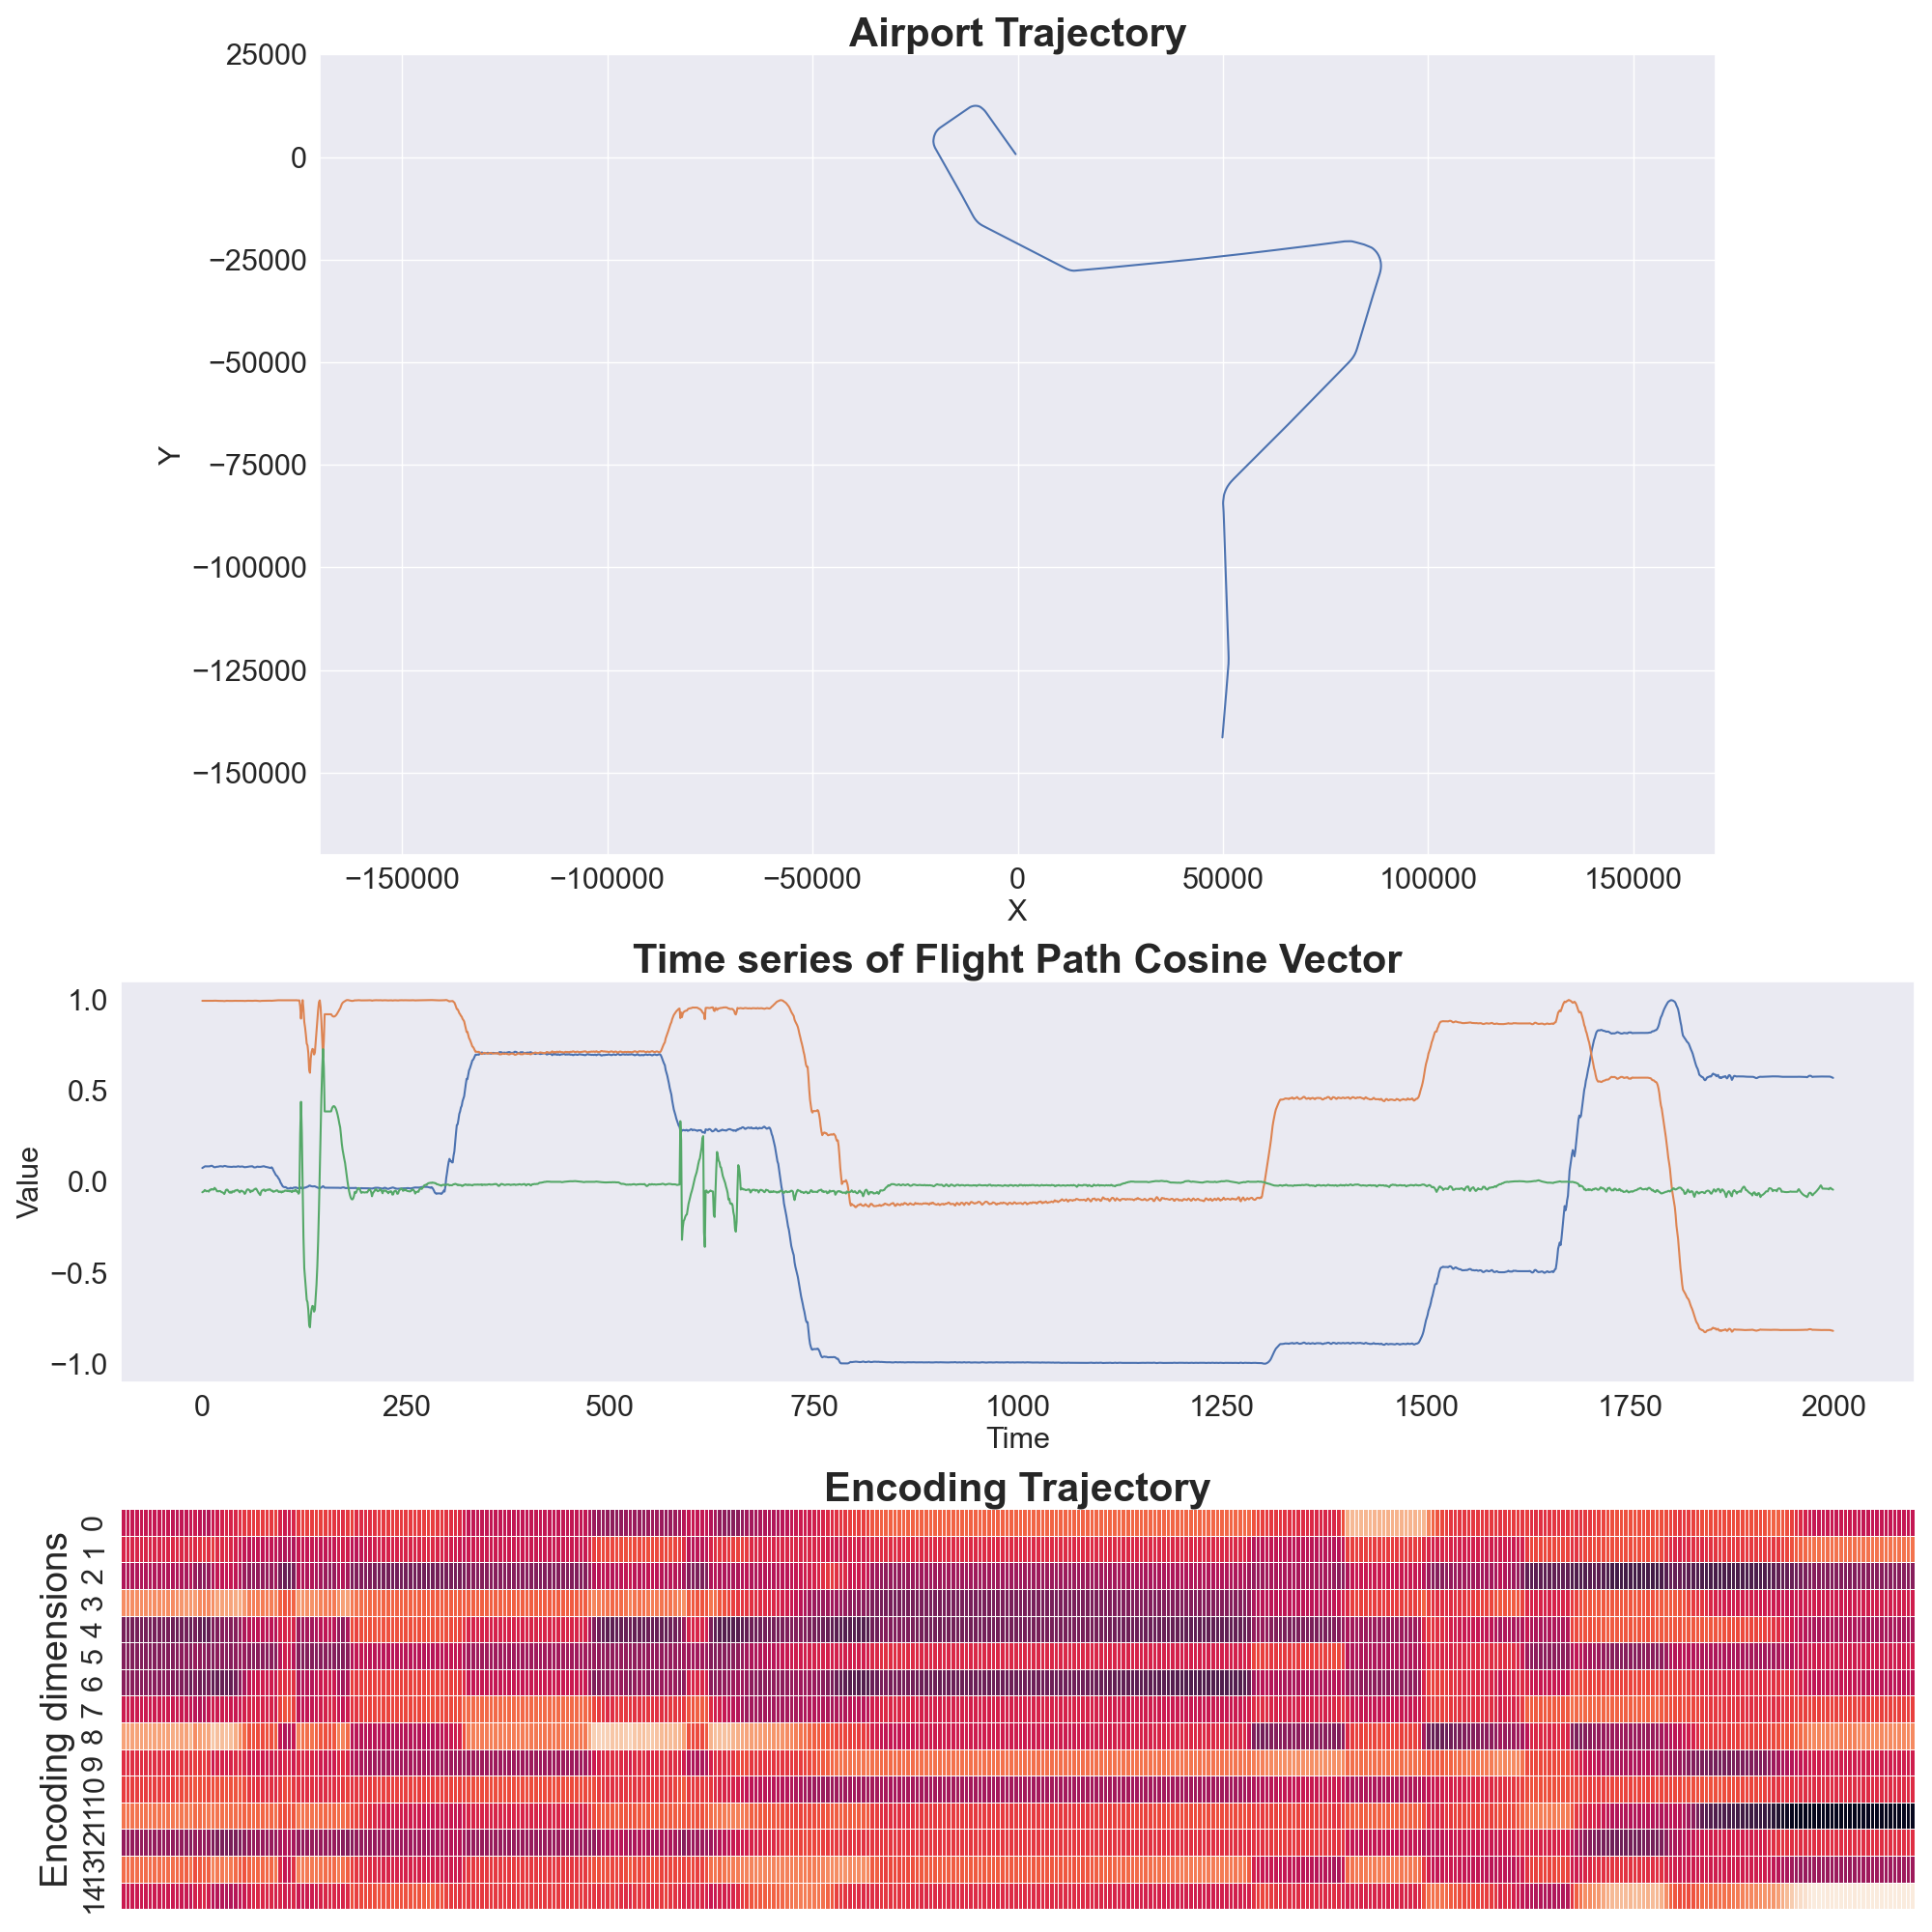 Airport Trajectory
25000
0
−25000
−50000
−75000
−100000
−125000
−150000
Y
−150000 −100000 −50000 0 50000 100000 150000
X
Time series of Flight Path Cosine Vector
1.0
0.5
0.0
−0.5
−1.0
Value
0 250 500 750 1000 1250 1500 1750 2000
Time
Encoding Trajectory
Encoding dimensions
0
1
2
3
4
5
6
7
8
9
10
11
12
13
14